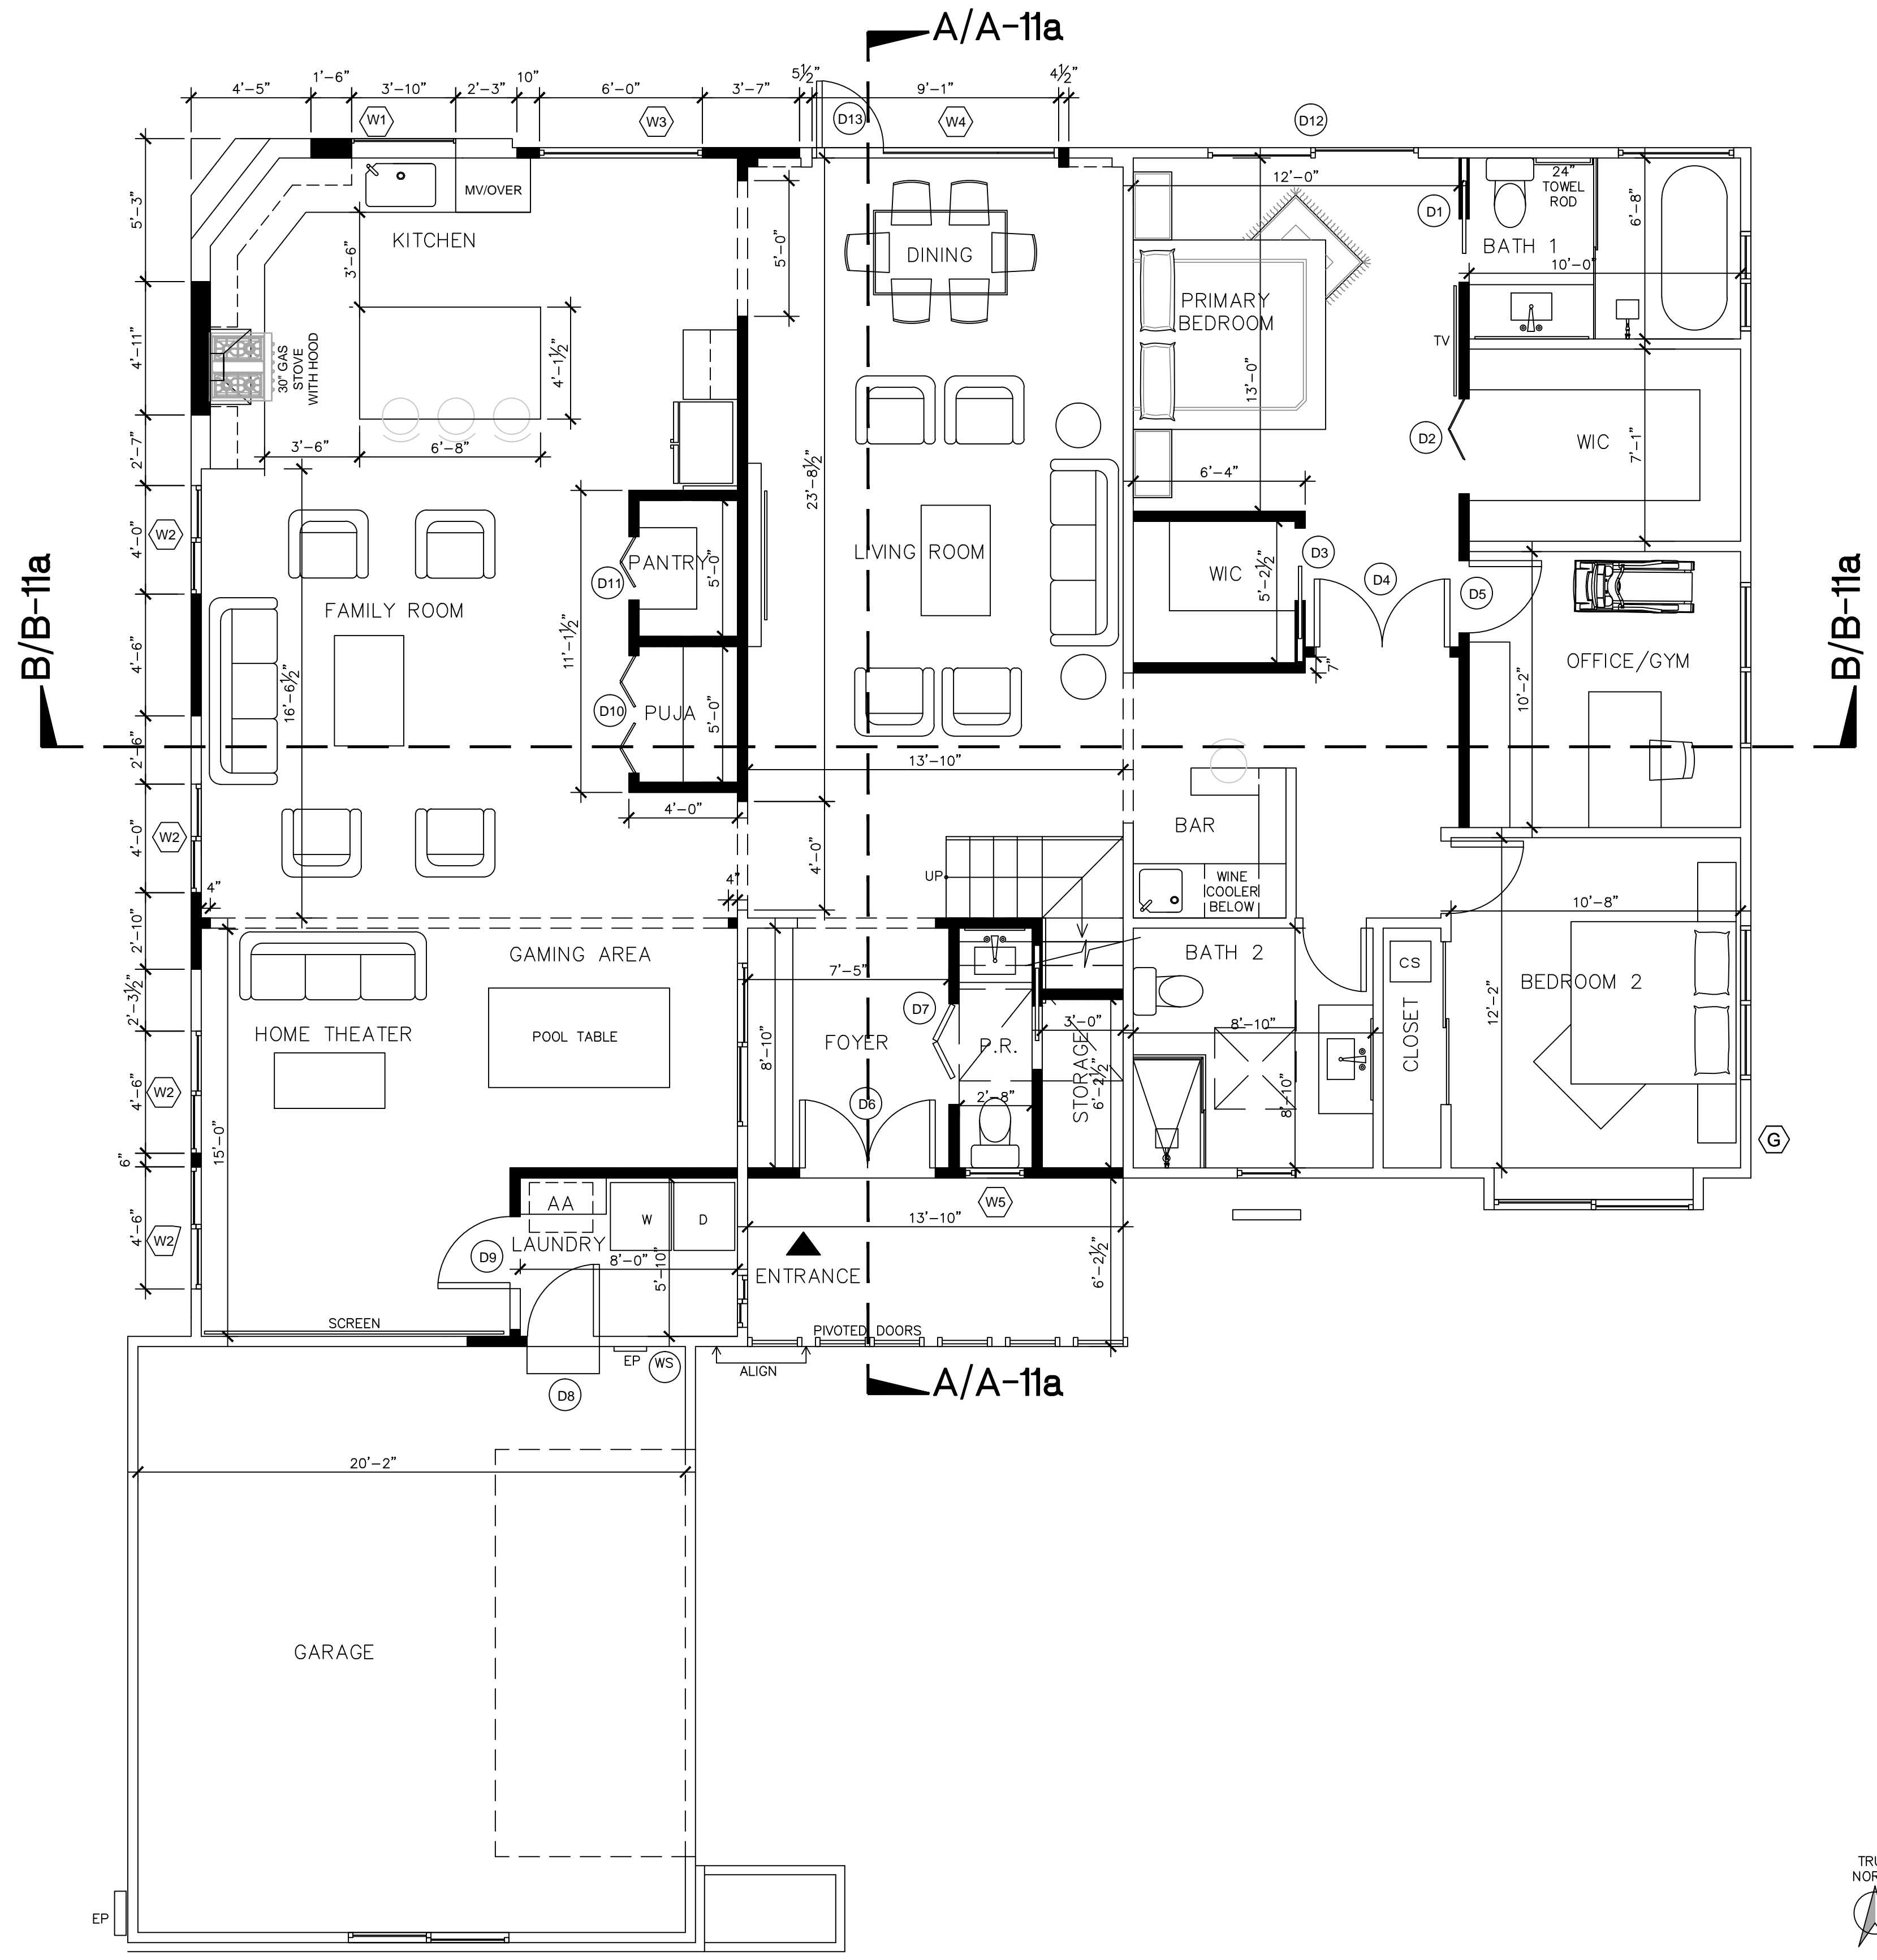 A/A-11a
4'-5"
1'-6"
3'-10"
2'-3"
10"
6'-0"
3'-7"
5½"
9'-1"
4½"
W1
W3
D13
W4
D12
5'-3"
4'-11"
2'-7"
4'-0"
4'-6"
2'-6"
4'-0"
2'-10"
2'-3½"
4'-6"
6"
4'-6"
W2
W2
W2
W2
MV/OVER
KITCHEN
3'-6"
30" GAS
STOVE
WITH HOOD
4'-1½"
3'-6"
6'-8"
5'-0"
DINING
23'-8½"
LIVING ROOM
12'-0"
PRIMARY
BEDROOM
13'-0"
6'-4"
D1
BATH 1
24"
TOWEL
ROD
6'-8"
10'-0"
TV
D2
WIC
7'-1"
FAMILY ROOM
16'-6½"
11'-1½"
D11
PANTRY
5'-0"
D10
PUJA
5'-0"
4'-0"
13'-10"
4'-0"
WIC
5'-2½"
D3
D4
D5
7"
OFFICE/GYM
10'-2"
B/B-11a
B/B-11a
BAR
UP
WINE
COOLER
BELOW
4"
4"
10'-8"
GAMING AREA
HOME THEATER
POOL TABLE
15'-0"
7'-5"
8'-10"
FOYER
D7
D6
P.R.
2'-8"
3'-0"
STORAGE
6'-2½"
BATH 2
8'-10"
8'-10"
CS
CLOSET
BEDROOM 2
12'-2"
G
AA
W
D
LAUNDRY
D9
8'-0"
5'-10"
13'-10"
W5
ENTRANCE
6'-2½"
SCREEN
PIVOTED DOORS
EP
WS
ALIGN
D8
A/A-11a
20'-2"
GARAGE
EP